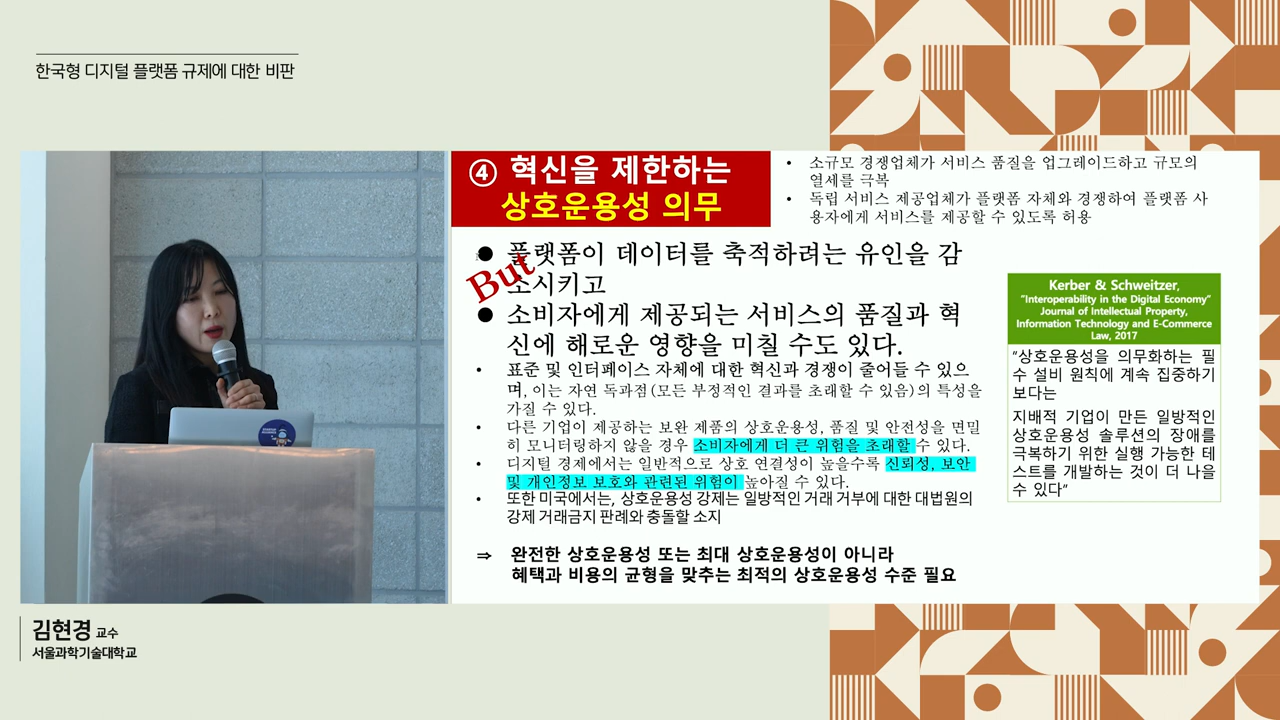 한국형 디지털 플랫폼 규제에 대한 비판
④ 혁신을 제한하는
상호운용성 의무
• 소규모 경쟁업체가 서비스 품질을 업그레이드하고 규모의
열세를 극복
• 독립 서비스 제공업체가 플랫폼 자체와 경쟁하여 플랫폼 사
용자에게 서비스를 제공할 수 있도록 허용
But
● 플랫폼이 데이터를 축적하려는 유인을 감
소시키고
● 소비자에게 제공되는 서비스의 품질과 혁
신에 해로운 영향을 미칠 수도 있다.
• 표준 및 인터페이스 자체에 대한 혁신과 경쟁이 줄어들 수 있으
며, 이는 자연 독과점(모든 부정적인 결과를 초래할 수 있음)의 특성을
가질 수 있다.
• 다른 기업이 제공하는 보완 제품의 상호운용성, 품질 및 안전성을 면밀
히 모니터링하지 않을 경우 소비자에게 더 큰 위험을 초래할 수 있다.
• 디지털 경제에서는 일반적으로 상호 연결성이 높을수록 신뢰성, 보안
및 개인정보 보호와 관련된 위험이 높아질 수 있다.
• 또한 미국에서는, 상호운용성 강제는 일방적인 거래 거부에 대한 대법원의
강제 거래금지 판례와 충돌할 소지
⇒ 완전한 상호운용성 또는 최대 상호운용성이 아니라
혜택과 비용의 균형을 맞추는 최적의 상호운용성 수준 필요
Kerber & Schweitzer,
"Interoperability in the Digital Economy"
Journal of Intellectual Property,
Information Technology and E-Commerce
Law, 2017
“상호운용성을 의무화하는 필
수 설비 원칙에 계속 집중하기
보다는
지배적 기업이 만든 일방적인
상호운용성 솔루션의 장애를
극복하기 위한 실행 가능한 테
스트를 개발하는 것이 더 나을
수 있다”
김현경 교수
서울과학기술대학교